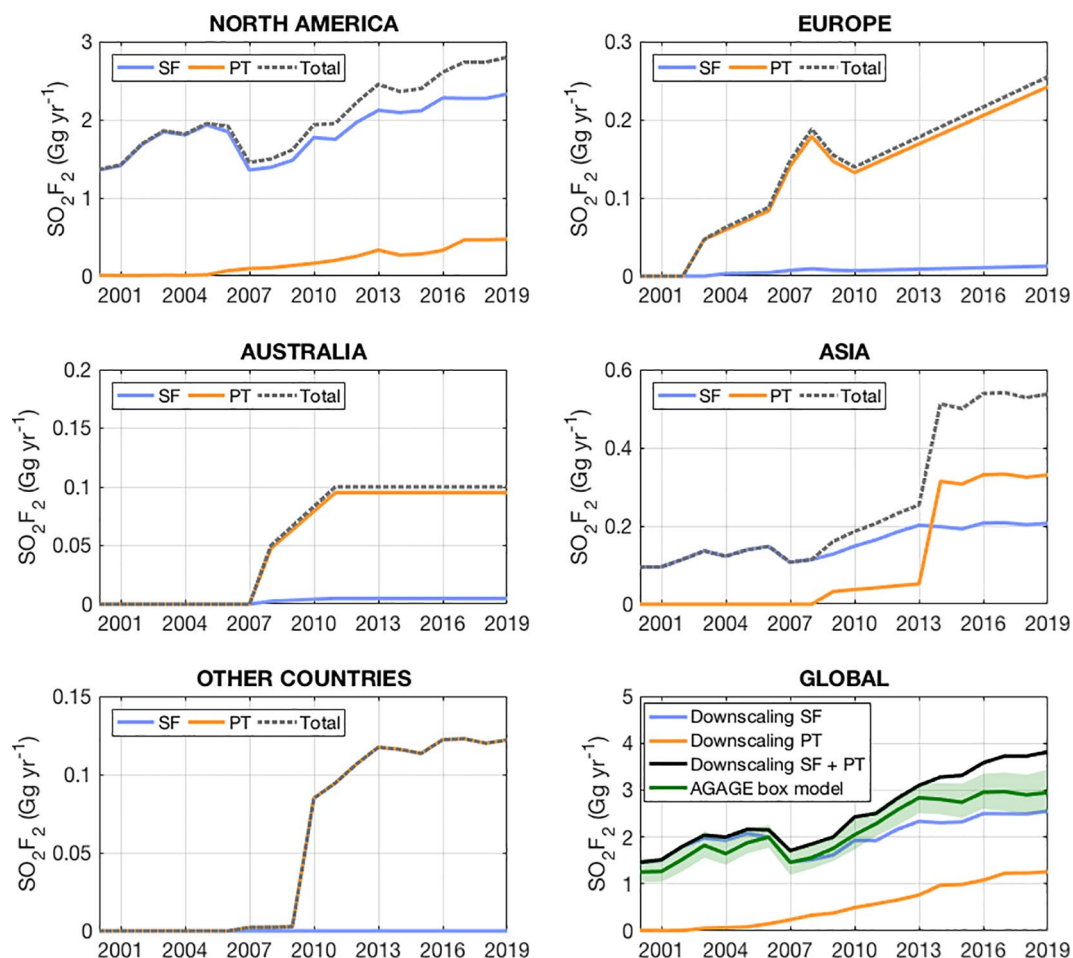 NORTH AMERICA
SO₂F₂ (Gg yr⁻¹)
3
2
1
0
SF PT Total
2001 2004 2007 2010 2013 2016 2019
EUROPE
SO₂F₂ (Gg yr⁻¹)
0.3
0.2
0.1
0
SF PT Total
2001 2004 2007 2010 2013 2016 2019
AUSTRALIA
SO₂F₂ (Gg yr⁻¹)
0.2
0.15
0.1
0.05
0
SF PT Total
2001 2004 2007 2010 2013 2016 2019
ASIA
SO₂F₂ (Gg yr⁻¹)
0.6
0.4
0.2
0
SF PT Total
2001 2004 2007 2010 2013 2016 2019
OTHER COUNTRIES
SO₂F₂ (Gg yr⁻¹)
0.15
0.1
0.05
0
SF PT Total
2001 2004 2007 2010 2013 2016 2019
GLOBAL
SO₂F₂ (Gg yr⁻¹)
5
4
3
2
1
0
Downscaling SF
Downscaling PT
Downscaling SF + PT
AGAGE box model
2001 2004 2007 2010 2013 2016 2019